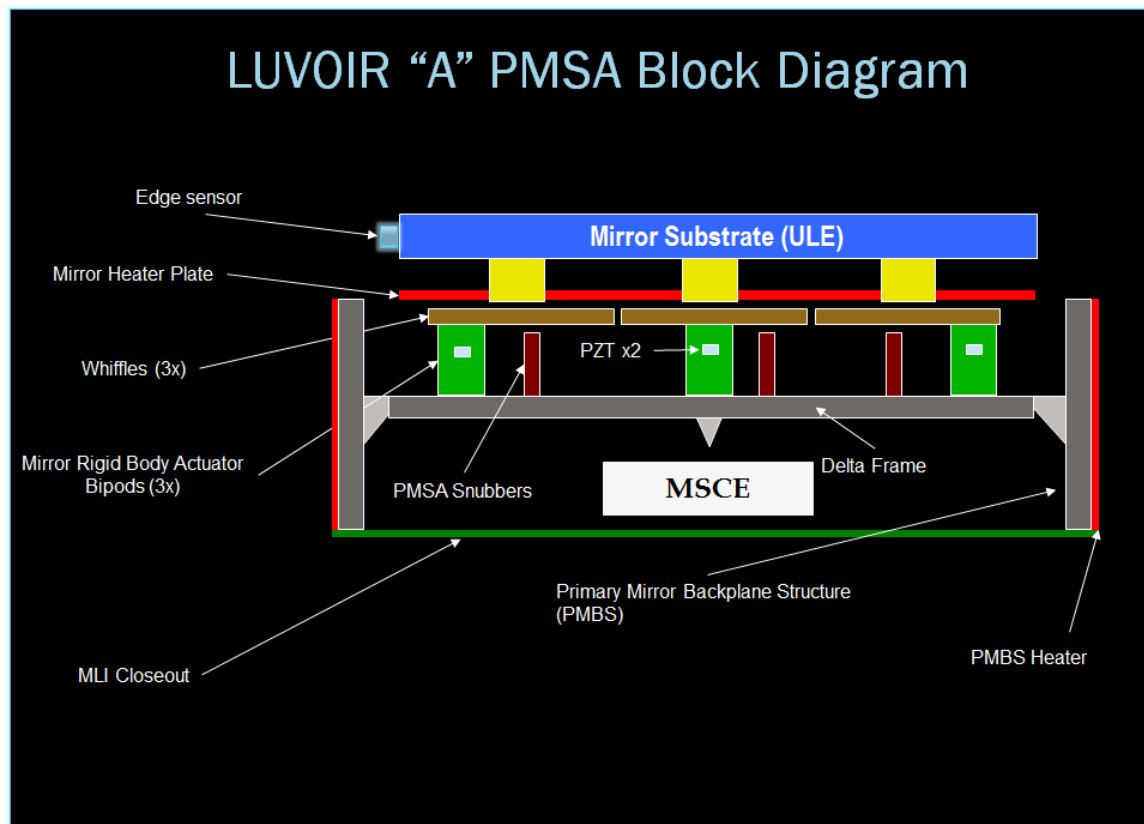 LUVOIR “A” PMSA Block Diagram
Edge sensor
Mirror Substrate (ULE)
Mirror Heater Plate
PZT x2
Whiffles (3x)
Mirror Rigid Body Actuator
Bipods (3x)
PMSA Snubbers
MSCE
Delta Frame
Primary Mirror Backplane Structure
(PMBS)
PMBS Heater
MLI Closeout